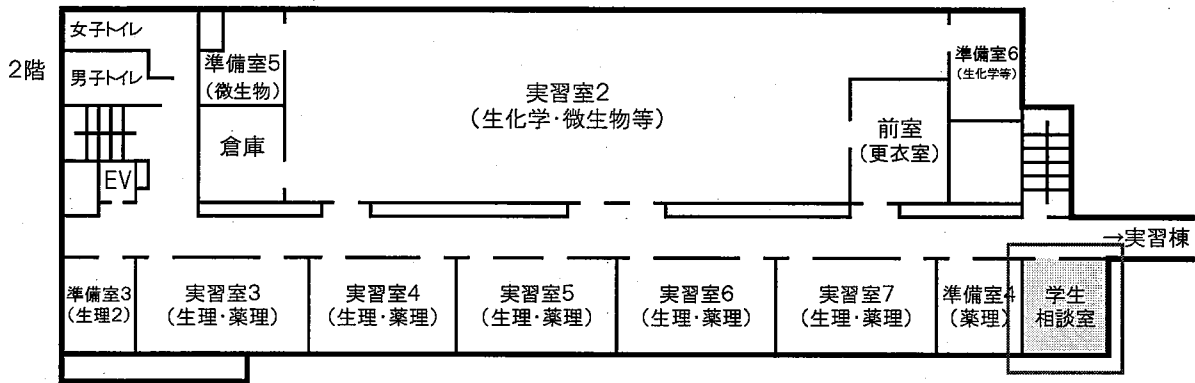 2階
女子トイレ
男子トイレ
EV
準備室5
(微生物)
倉庫
実習室2
(生化学・微生物等)
前室
(更衣室)
準備室6
(生化学等)
→実習棟
準備室3
(生理2)
実習室3
(生理・薬理)
実習室4
(生理・薬理)
実習室5
(生理・薬理)
実習室6
(生理・薬理)
実習室7
(生理・薬理)
準備室4
(薬理)
学生
相談室